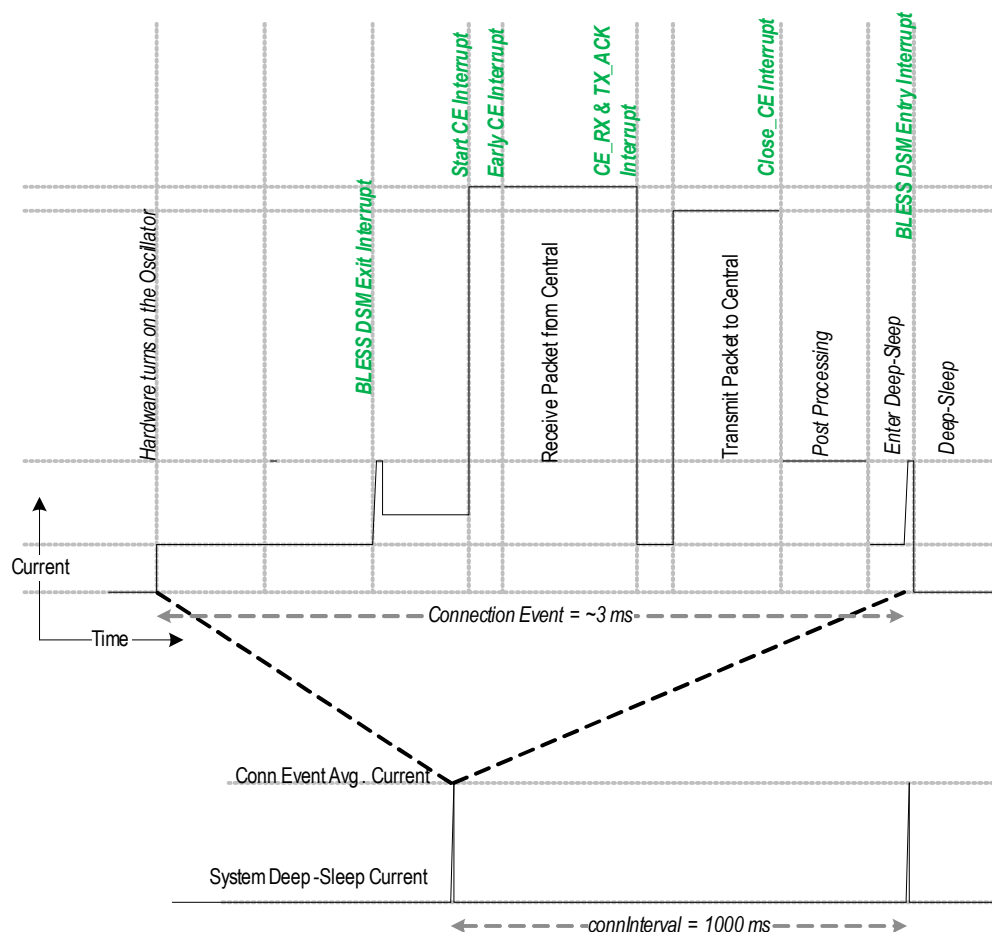 Hardware turns on the Oscillator
BLESS DSM Exit Interrupt
Start CE Interrupt
Early CE Interrupt
CE_RX & TX_ACK
Interrupt
Close_CE Interrupt
BLESS DSM Entry Interrupt
Receive Packet from Central
Transmit Packet to Central
Post Processing
Enter Deep-Sleep
Deep-Sleep
Current
Time
Connection Event = ~3 ms
Conn Event Avg. Current
System Deep-Sleep Current
connInterval = 1000 ms